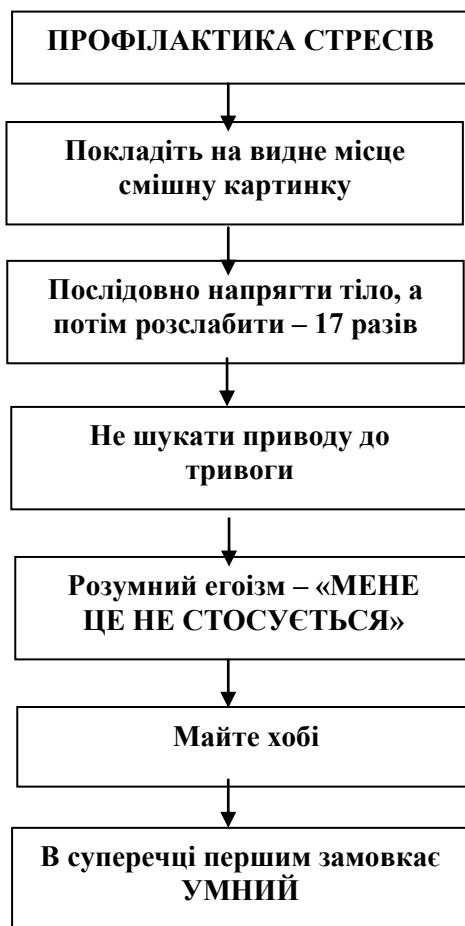 ПРОФІЛАКТИКА СТРЕСІВ
Покладіть на видне місце
смішну картинку
Послідовно напрягти тіло, а
потім розслабити – 17 разів
Не шукати приводу до
тривоги
Розумний егоїзм – «МЕНЕ
ЦЕ НЕ СТОСУЄТЬСЯ»
Майте хобі
В суперечці першим замовкає
УМНИЙ